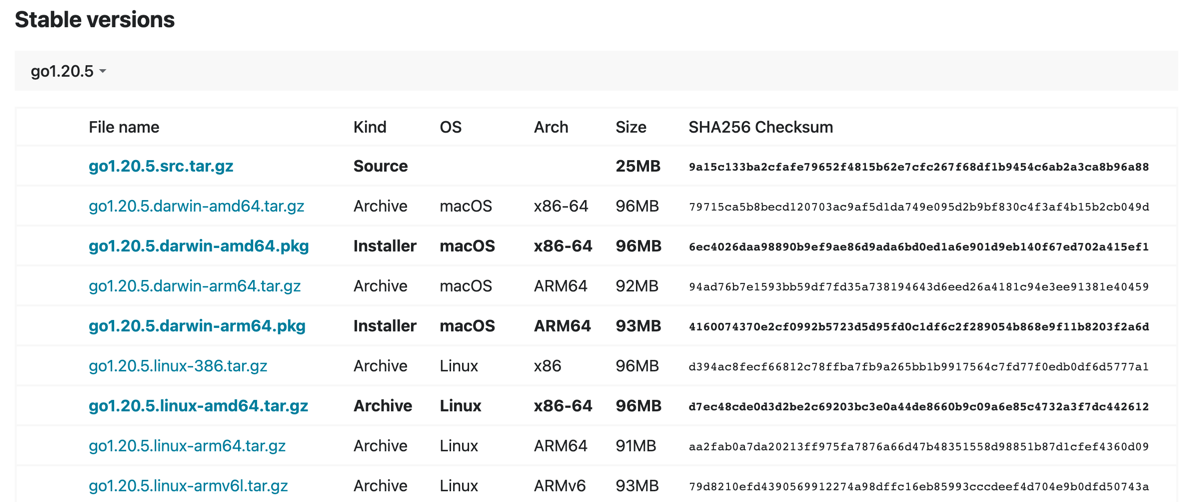 Stable versions
go1.20.5
File name Kind OS Arch Size SHA256 Checksum
go1.20.5.src.tar.gz Source 25MB 9a15c133ba2cfafe79652f4815b62e7cfc267f68df1b9454c6ab2a3ca8b96a88
go1.20.5.darwin-amd64.tar.gz Archive macOS x86-64 96MB 79715ca5b8becd120703ac9af5d1da749e095d2b9bf830c4f3af4b15b2cb049d
go1.20.5.darwin-amd64.pkg Installer macOS x86-64 96MB 6ec4026daa98890b9ef9ae86d9ada6bd0ed1a6e901d9eb140f67ed702a415ef1
go1.20.5.darwin-arm64.tar.gz Archive macOS ARM64 92MB 94ad76b7e1593bb59df7fd35a738194643d6eed26a4181c94e3ee91381e40459
go1.20.5.darwin-arm64.pkg Installer macOS ARM64 93MB 4160074370e2cf0992b5723d5d95fd0c1df6c2f289054b868e9f11b8203f2a6d
go1.20.5.linux-386.tar.gz Archive Linux x86 96MB d394ac8fecf66812c78ffba7fb9a265bb1b9917564c7fd77f0edb0df6d5777a1
go1.20.5.linux-amd64.tar.gz Archive Linux x86-64 96MB d7ec48cde0d3d2be2c69203bc3e0a44de8660b9c09a6e85c4732a3f7dc442612
go1.20.5.linux-arm64.tar.gz Archive Linux ARM64 91MB aa2fab0a7da20213ff975fa7876a66d47b48351558d98851b87d1cfef4360d09
go1.20.5.linux-armv6l.tar.gz Archive Linux ARMv6 93MB 79d8210efd4390569912274a98dffc16eb85993cccdeef4d704e9b0dfd50743a